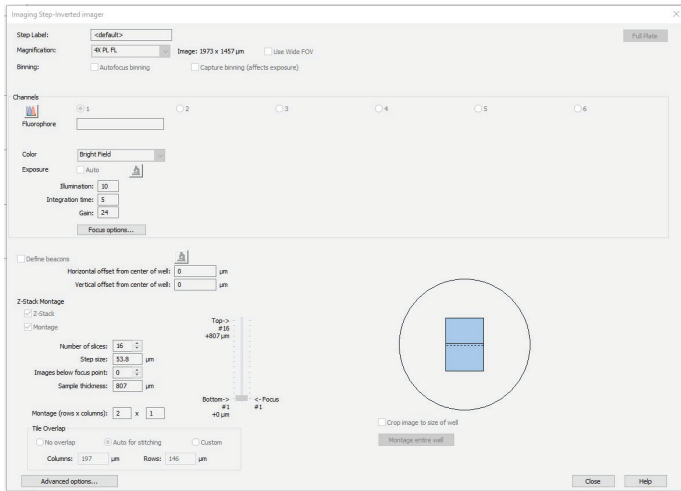 Imaging Step-Inverted imager
Step Label: <default> Full Plate
Magnification: 4X PL FL Image: 1973 x 1457 µm Use Wide FOV
Binning: Autofocus binning Capture binning (affects exposure)
Channels
1 2 3 4 5 6
Fluorophore
Color Bright Field
Exposure Auto
Illumination: 10
Integration time: 5
Gain: 24
Focus options...
Define beacons
Horizontal offset from center of well: 0 µm
Vertical offset from center of well: 0 µm
Z-Stack Montage
Z-Stack
Montage
Number of slices: 16
Step size: 53.8 µm
Images below focus point: 0
Sample thickness: 807 µm
Montage (rows x columns): 2 x 1
Top->
#16
+807 µm
Bottom-> <-Focus
#1 #1
+0 µm
Tile Overlap
No overlap Auto for stitching Custom
Columns: 197 µm Rows: 146 µm
Crop image to size of well
Montage entire well
Advanced options... Close Help